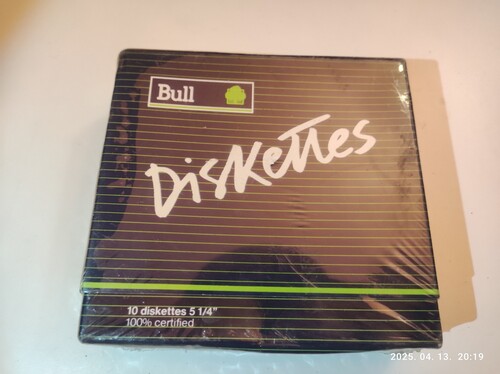 Bull
Diskettes
10 diskettes 5 1/4"
100% certified
2025. 04. 13. 20:19